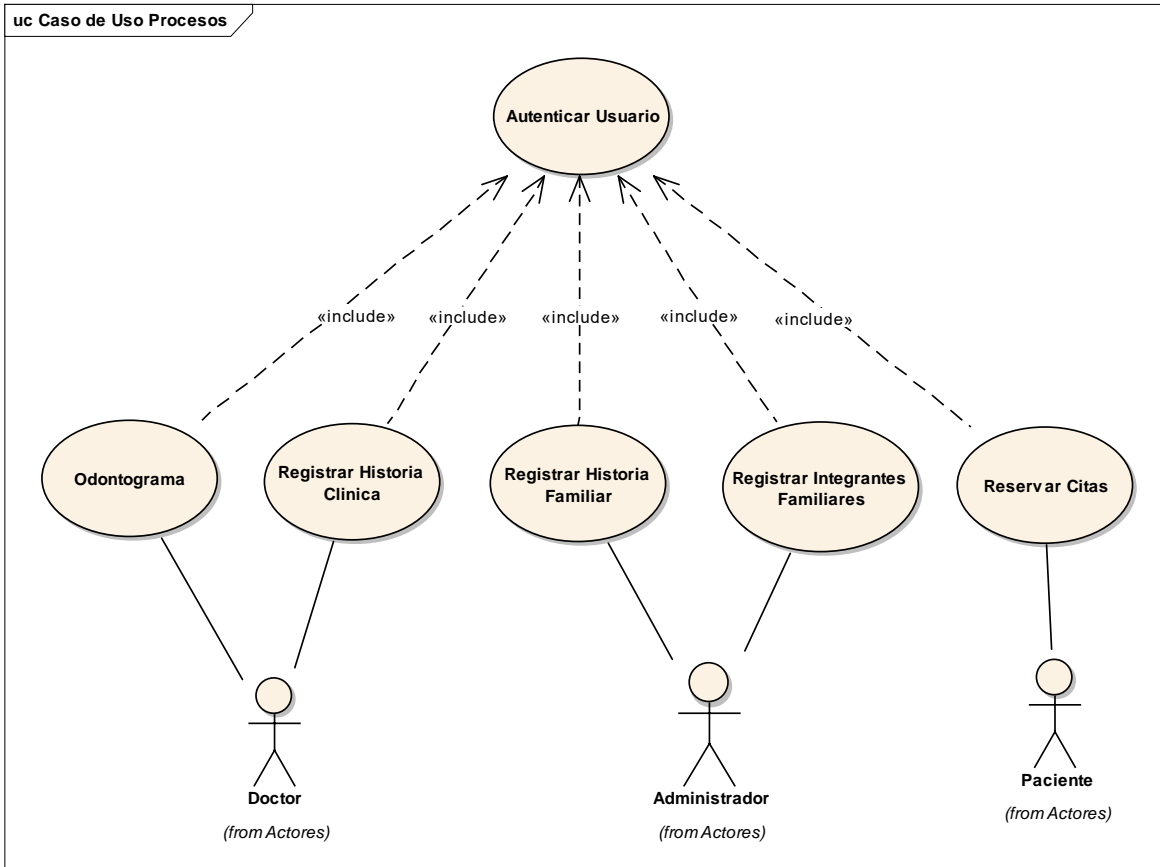 uc Caso de Uso Procesos
Autenticar Usuario
«include»
«include»
«include»
«include»
«include»
Odontograma
Registrar Historia
Clinica
Registrar Historia
Familiar
Registrar Integrantes
Familiares
Reservar Citas
Doctor
(from Actores)
Administrador
(from Actores)
Paciente
(from Actores)